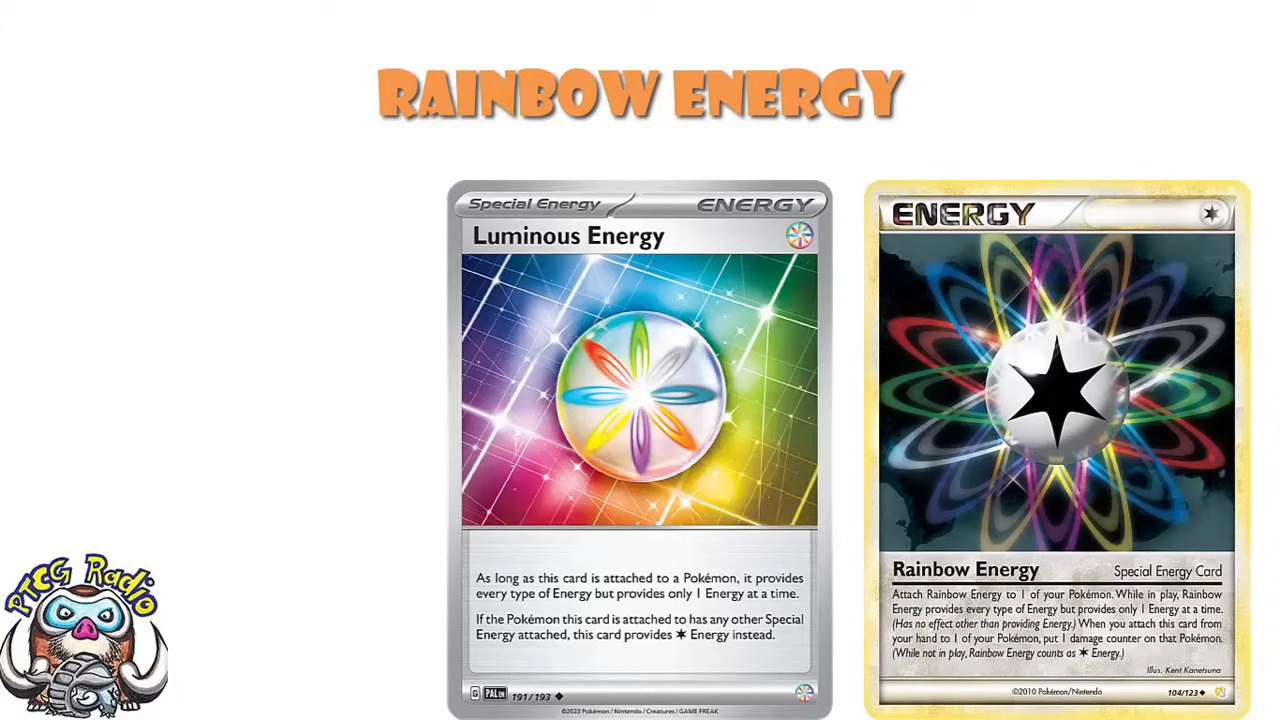 RAINBOW ENERGY
Special Energy ENERGY
Luminous Energy
As long as this card is attached to a Pokémon, it provides
every type of Energy but provides only 1 Energy at a time.
If the Pokémon this card is attached to has any other Special
Energy attached, this card provides ✶ Energy instead.
G PAL EN 191/193 ◆
©2023 Pokémon / Nintendo / Creatures / GAME FREAK
ENERGY
Rainbow Energy Special Energy Card
Attach Rainbow Energy to 1 of your Pokémon. While in play, Rainbow
Energy provides every type of Energy but provides only 1 Energy at a time.
(Has no effect other than providing Energy.) When you attach this card from
your hand to 1 of your Pokémon, put 1 damage counter on that Pokémon.
(While not in play, Rainbow Energy counts as ✶ Energy.)
Illus. Kent Kanetsuna
©2010 Pokémon/Nintendo 104/123 ◆
PTCG Radio